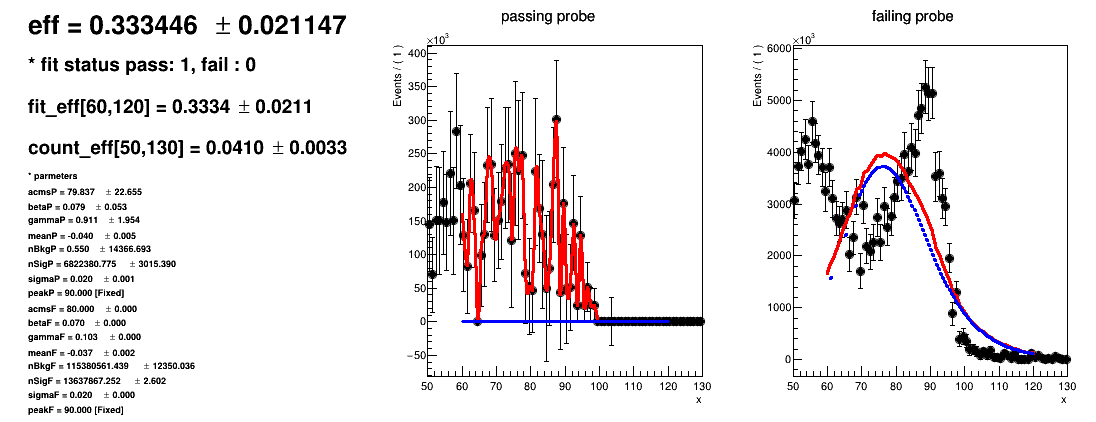 eff = 0.333446 ± 0.021147
* fit status pass: 1, fail : 0
fit_eff[60,120] = 0.3334 ± 0.0211
count_eff[50,130] = 0.0410 ± 0.0033
* parmeters
acmsP = 79.837 ± 22.655
betaP = 0.079 ± 0.053
gammaP = 0.911 ± 1.954
meanP = -0.040 ± 0.005
nBkgP = 0.550 ± 14366.693
nSigP = 6822380.775 ± 3015.390
sigmaP = 0.020 ± 0.001
peakP = 90.000 [Fixed]
acmsF = 80.000 ± 0.000
betaF = 0.070 ± 0.000
gammaF = 0.103 ± 0.000
meanF = -0.037 ± 0.002
nBkgF = 115380561.439 ± 12350.036
nSigF = 13637867.252 ± 2.602
sigmaF = 0.020 ± 0.000
peakF = 90.000 [Fixed]
passing probe
×10³
Events / ( 1 )
400
350
300
250
200
150
100
50
0
−50
50 60 70 80 90 100 110 120 130
x
failing probe
×10³
Events / ( 1 )
6000
5000
4000
3000
2000
1000
0
50 60 70 80 90 100 110 120 130
x